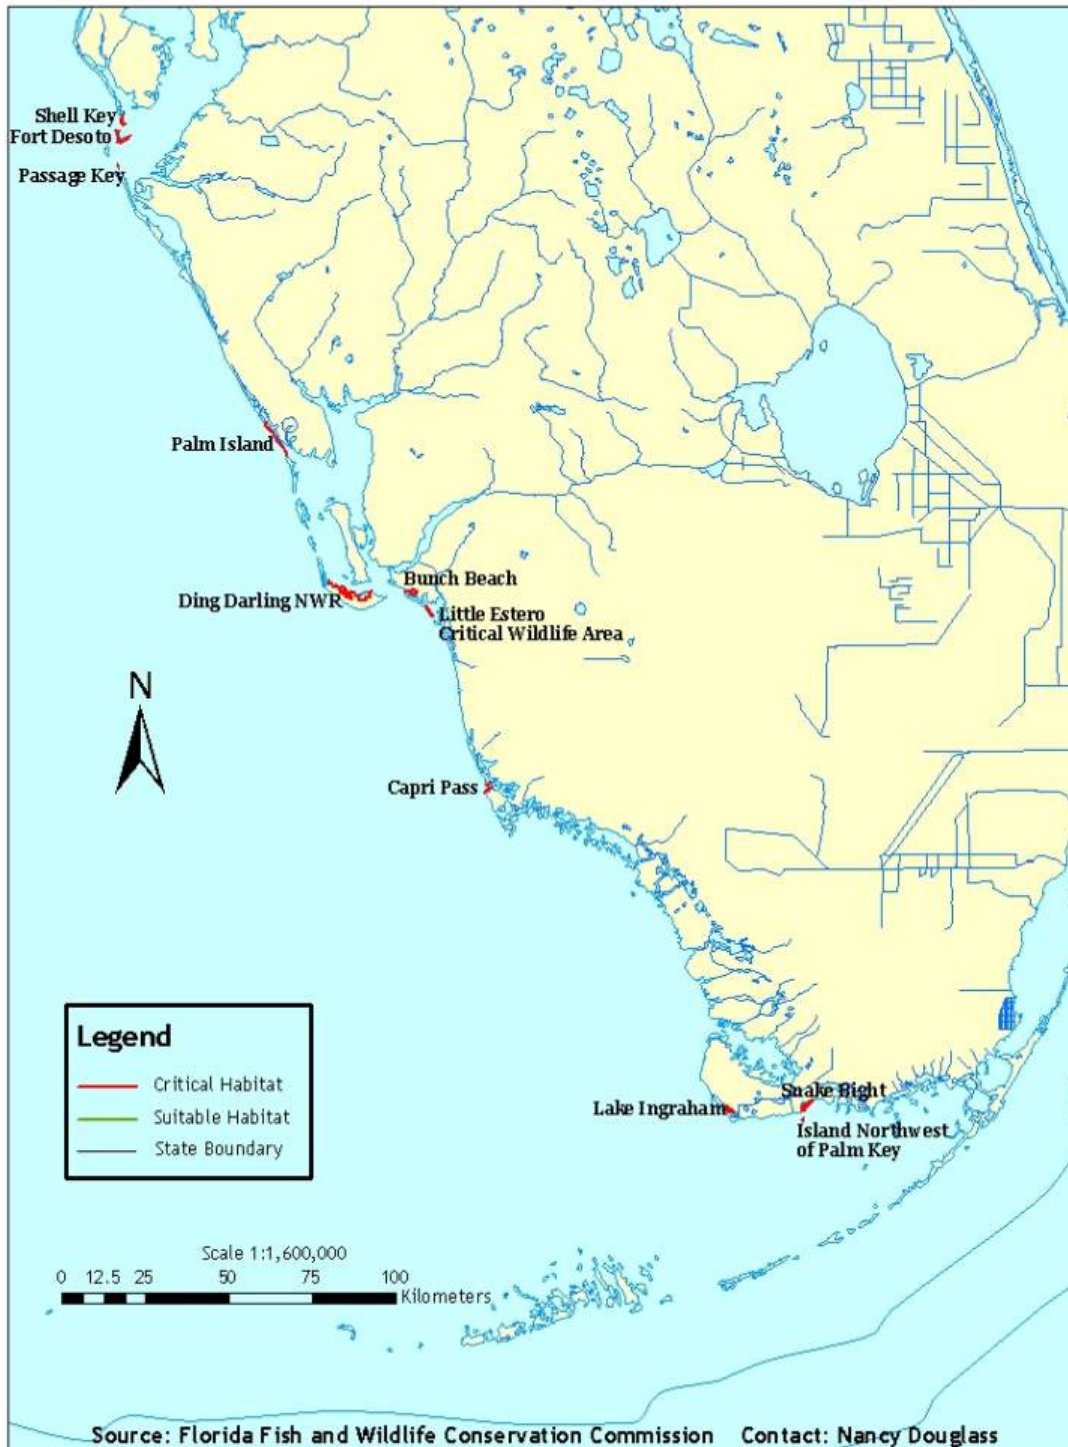 Shell Key
Fort Desoto
Passage Key
Palm Island
Bunch Beach
Ding Darling NWR
Little Estero
Critical Wildlife Area
N
Capri Pass
Legend
Critical Habitat
Suitable Habitat
State Boundary
Snake Bight
Lake Ingraham
Island Northwest
of Palm Key
Scale 1:1,600,000
0 12.5 25 50 75 100
Kilometers
Source: Florida Fish and Wildlife Conservation Commission Contact: Nancy Douglass